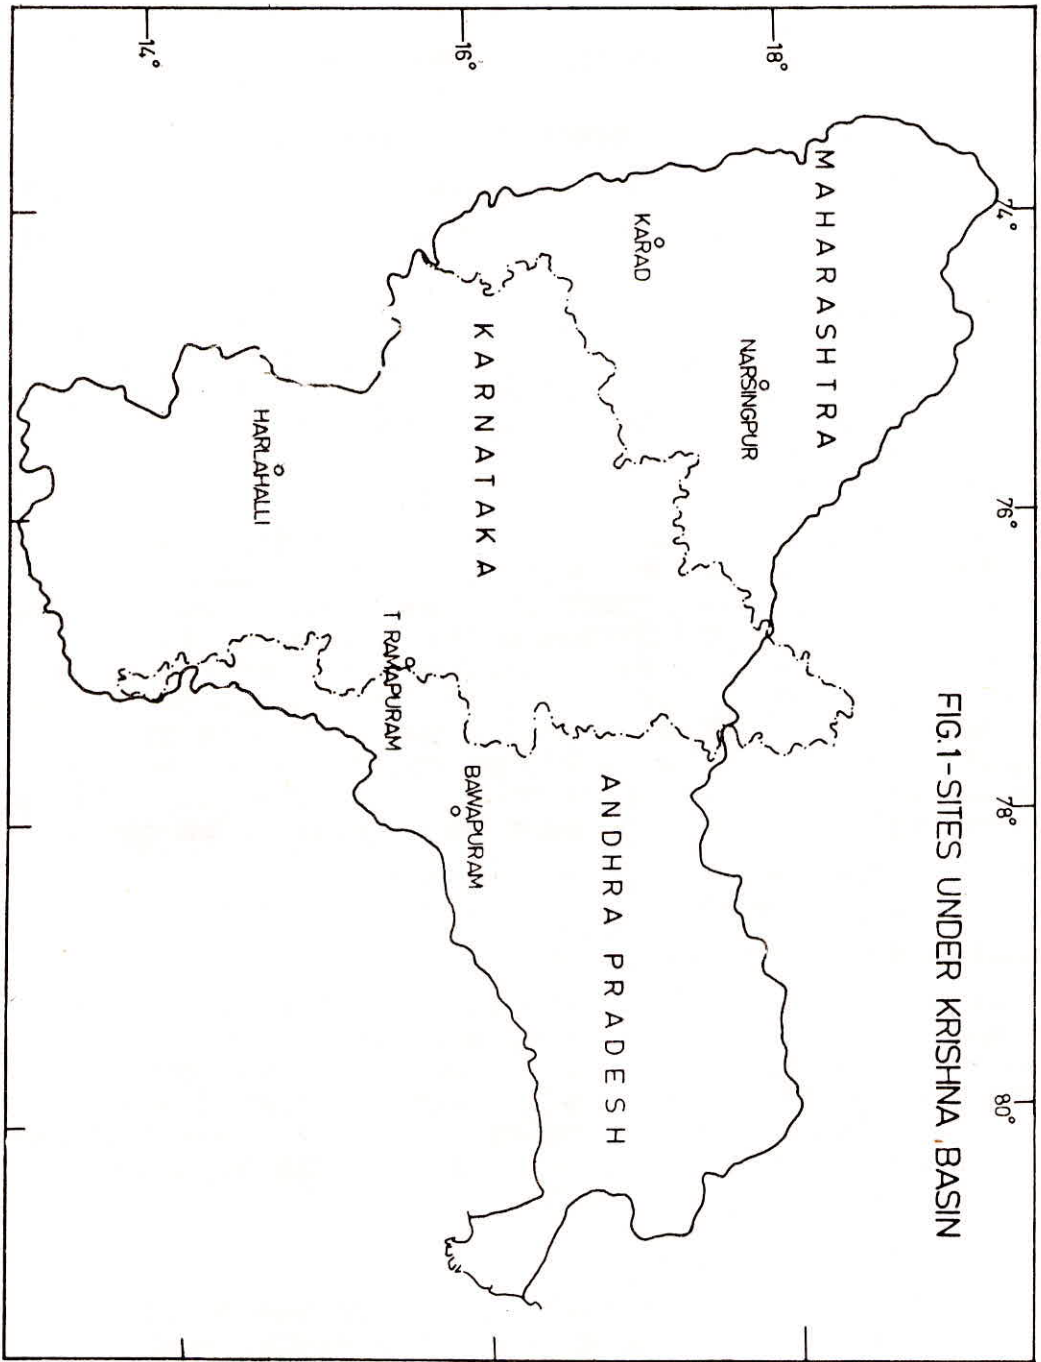 FIG.1-SITES UNDER KRISHNA BASIN
74°
76°
78°
80°
18°
16°
14°
MAHARASHTRA
NARSINGPUR
KARAD
ANDHRA PRADESH
KARNATAKA
BAWAPURAM
T RAMAPURAM
HARLAHALLI